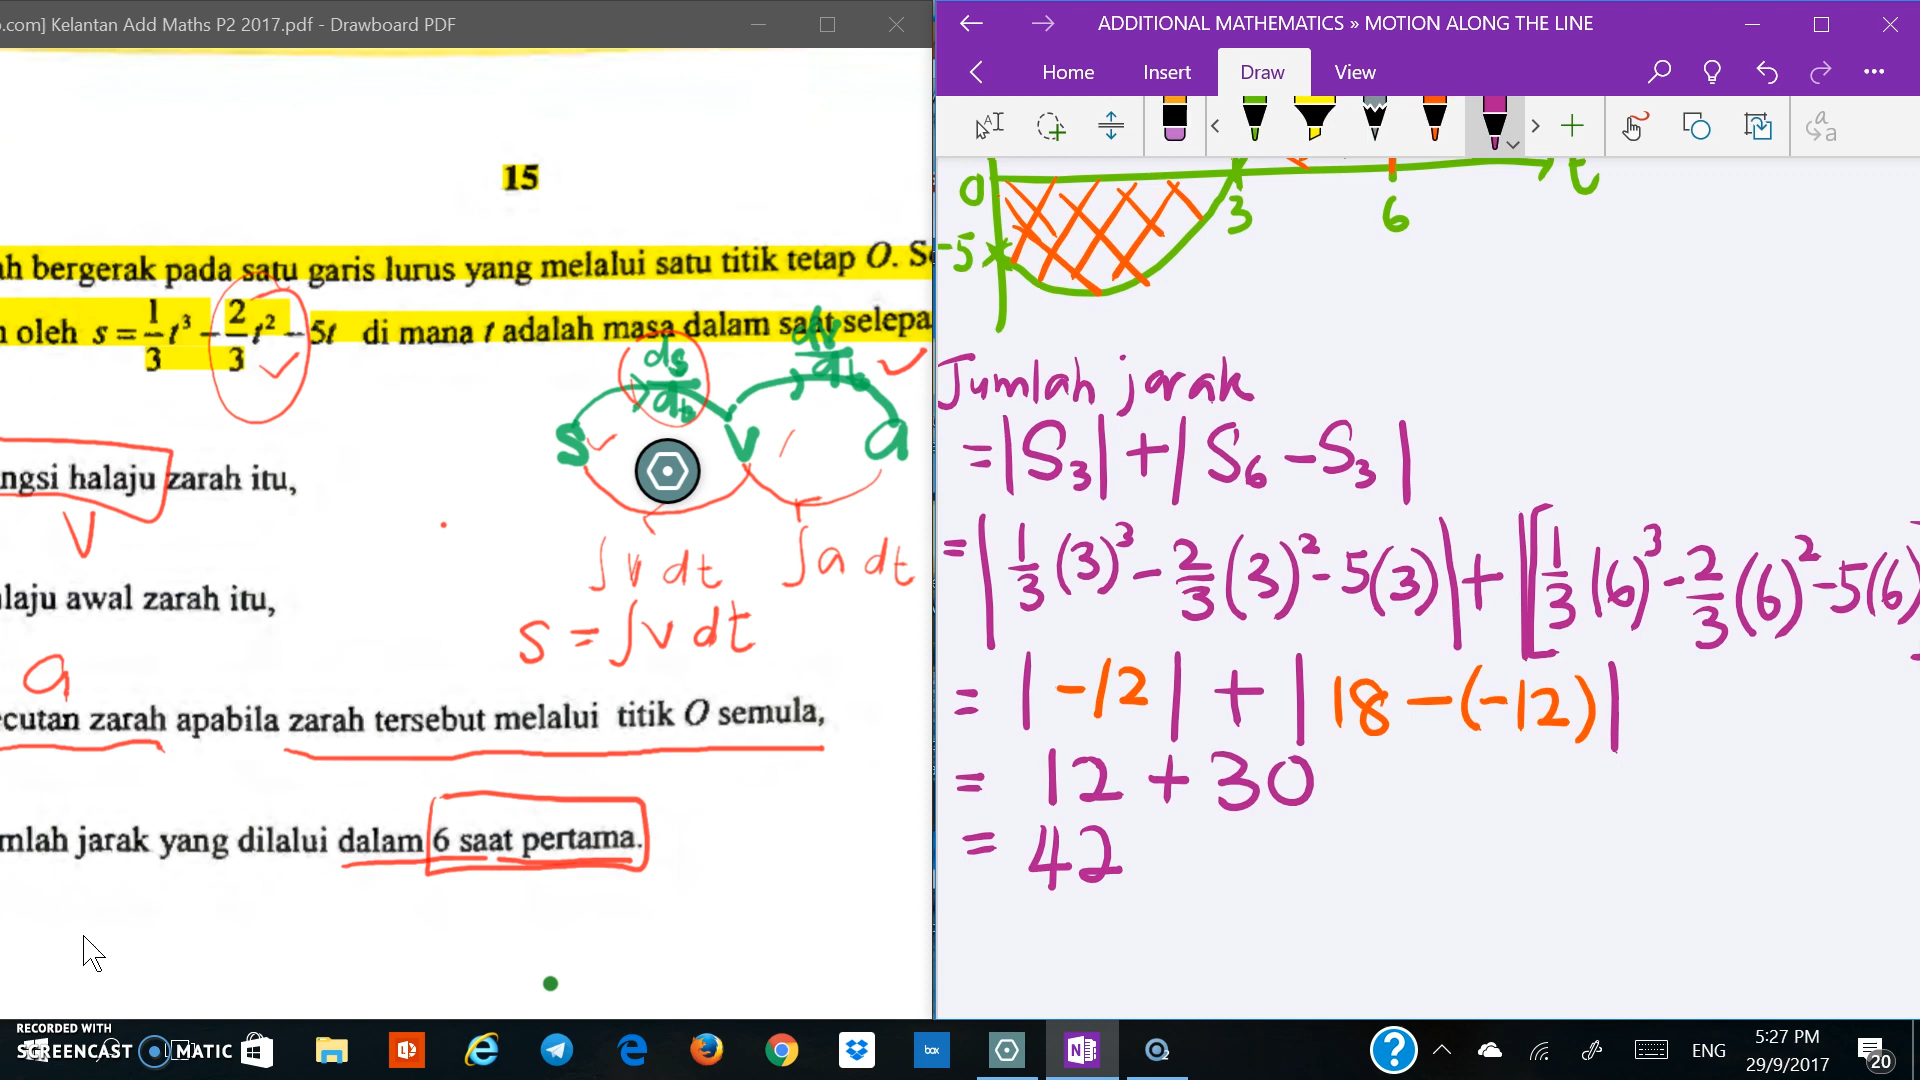 o.com] Kelantan Add Maths P2 2017.pdf - Drawboard PDF
15
ah bergerak pada satu garis lurus yang melalui satu titik tetap O. S
n oleh s = 1/3 t³ - 2/3 t² - 5t di mana t adalah masa dalam saat selepa
ds/dt dv/dt
s v a
ngsi halaju zarah itu,
V
∫ v dt ∫ a dt
laju awal zarah itu,
s = ∫ v dt
a
cutan zarah apabila zarah tersebut melalui titik O semula,
mlah jarak yang dilalui dalam 6 saat pertama.
ADDITIONAL MATHEMATICS » MOTION ALONG THE LINE
Home Insert Draw View
0 3 6 t
-5
Jumlah jarak
= |S₃| + |S₆ - S₃|
= |1/3 (3)³ - 2/3 (3)² - 5(3)| + |[1/3 (6)³ - 2/3 (6)² - 5(6)
= |-12| + |18 - (-12)|
= 12 + 30
= 42
RECORDED WITH
SCREENCAST MATIC
box
ENG
5:27 PM
29/9/2017
20